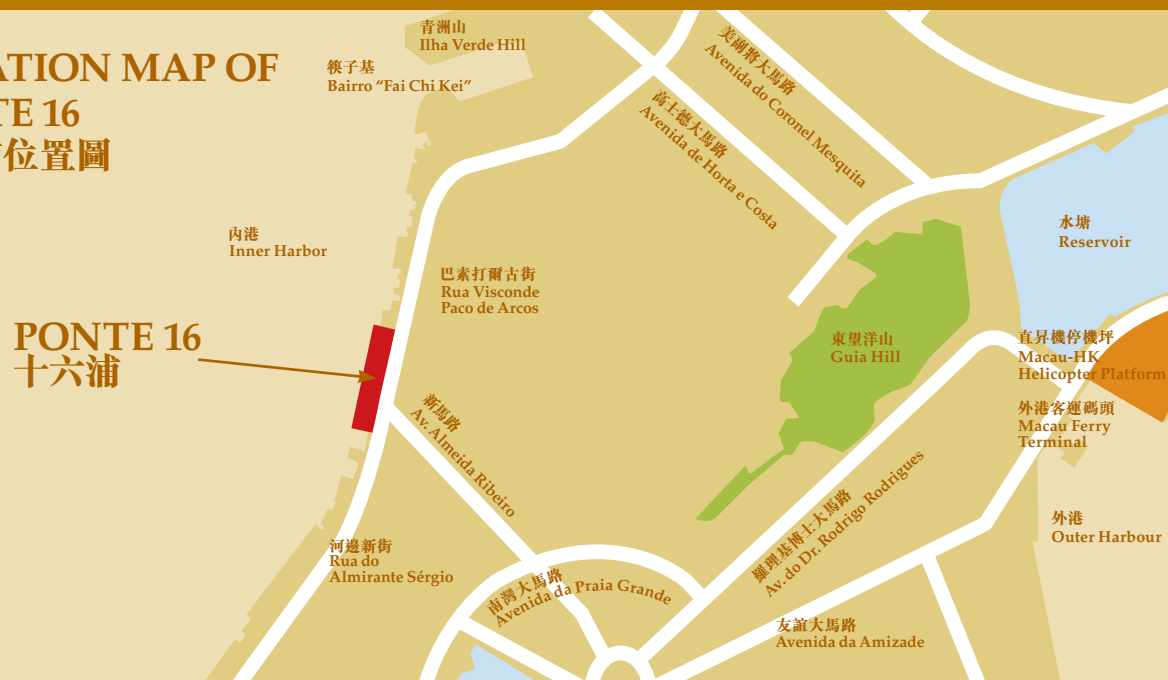 ATION MAP OF
TE 16
位置圖
青洲山
Ilha Verde Hill
筷子基
Bairro “Fai Chi Kei”
美副將大馬路
Avenida do Coronel Mesquita
高士德大馬路
Avenida de Horta e Costa
內港
Inner Harbor
水塘
Reservoir
巴素打爾古街
Rua Visconde
Paco de Arcos
PONTE 16
十六浦
東望洋山
Guia Hill
直昇機停機坪
Macau-HK
Helicopter Platform
外港客運碼頭
Macau Ferry
Terminal
新馬路
Av. Almeida Ribeiro
羅理基博士大馬路
Av. do Dr. Rodrigo Rodrigues
外港
Outer Harbour
河邊新街
Rua do
Almirante Sérgio
南灣大馬路
Avenida da Praia Grande
友誼大馬路
Avenida da Amizade